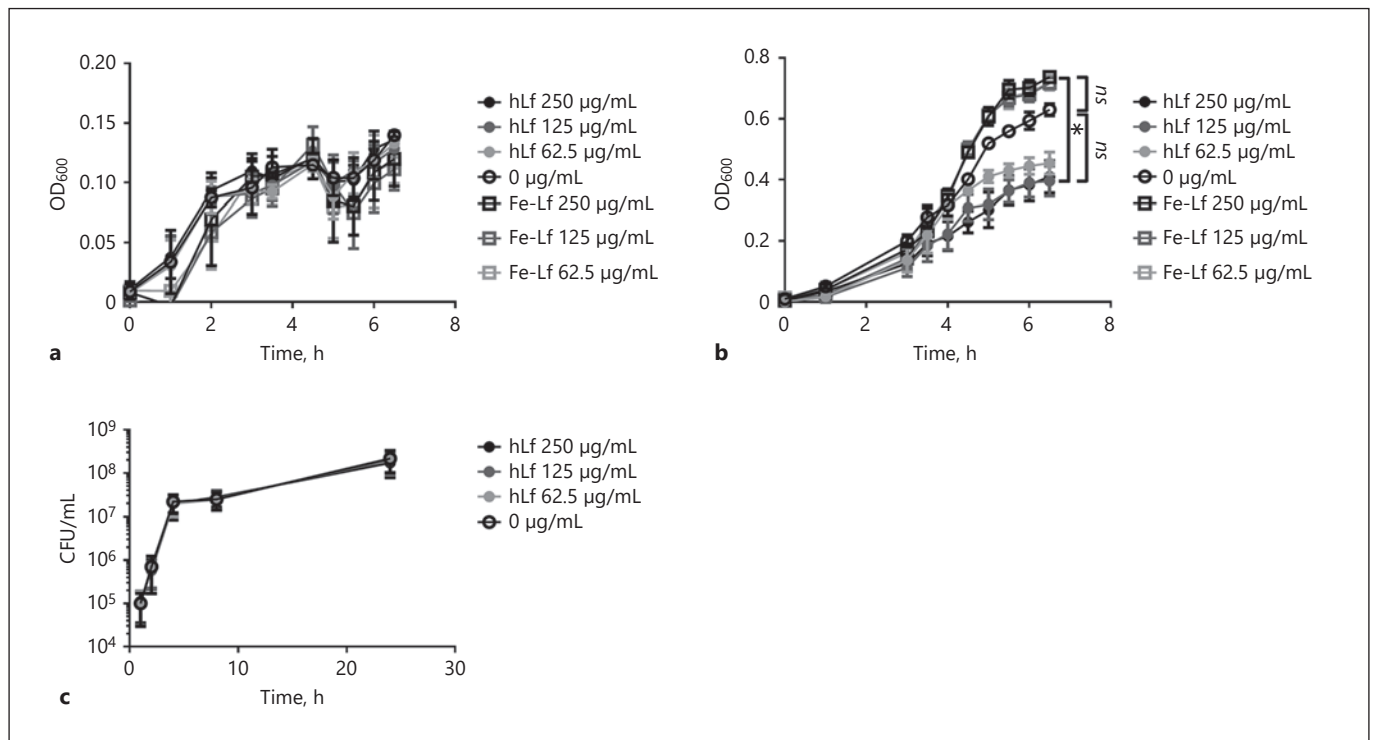 0.20
0.15
0.10
0.05
0
OD600
0 2 4 6 8
Time, h
a
hLf 250 µg/mL
hLf 125 µg/mL
hLf 62.5 µg/mL
0 µg/mL
Fe-Lf 250 µg/mL
Fe-Lf 125 µg/mL
Fe-Lf 62.5 µg/mL
0.8
0.6
0.4
0.2
0
OD600
0 2 4 6 8
Time, h
b
ns
*
ns
hLf 250 µg/mL
hLf 125 µg/mL
hLf 62.5 µg/mL
0 µg/mL
Fe-Lf 250 µg/mL
Fe-Lf 125 µg/mL
Fe-Lf 62.5 µg/mL
10⁹
10⁸
10⁷
10⁶
10⁵
10⁴
CFU/mL
0 10 20 30
Time, h
c
hLf 250 µg/mL
hLf 125 µg/mL
hLf 62.5 µg/mL
0 µg/mL